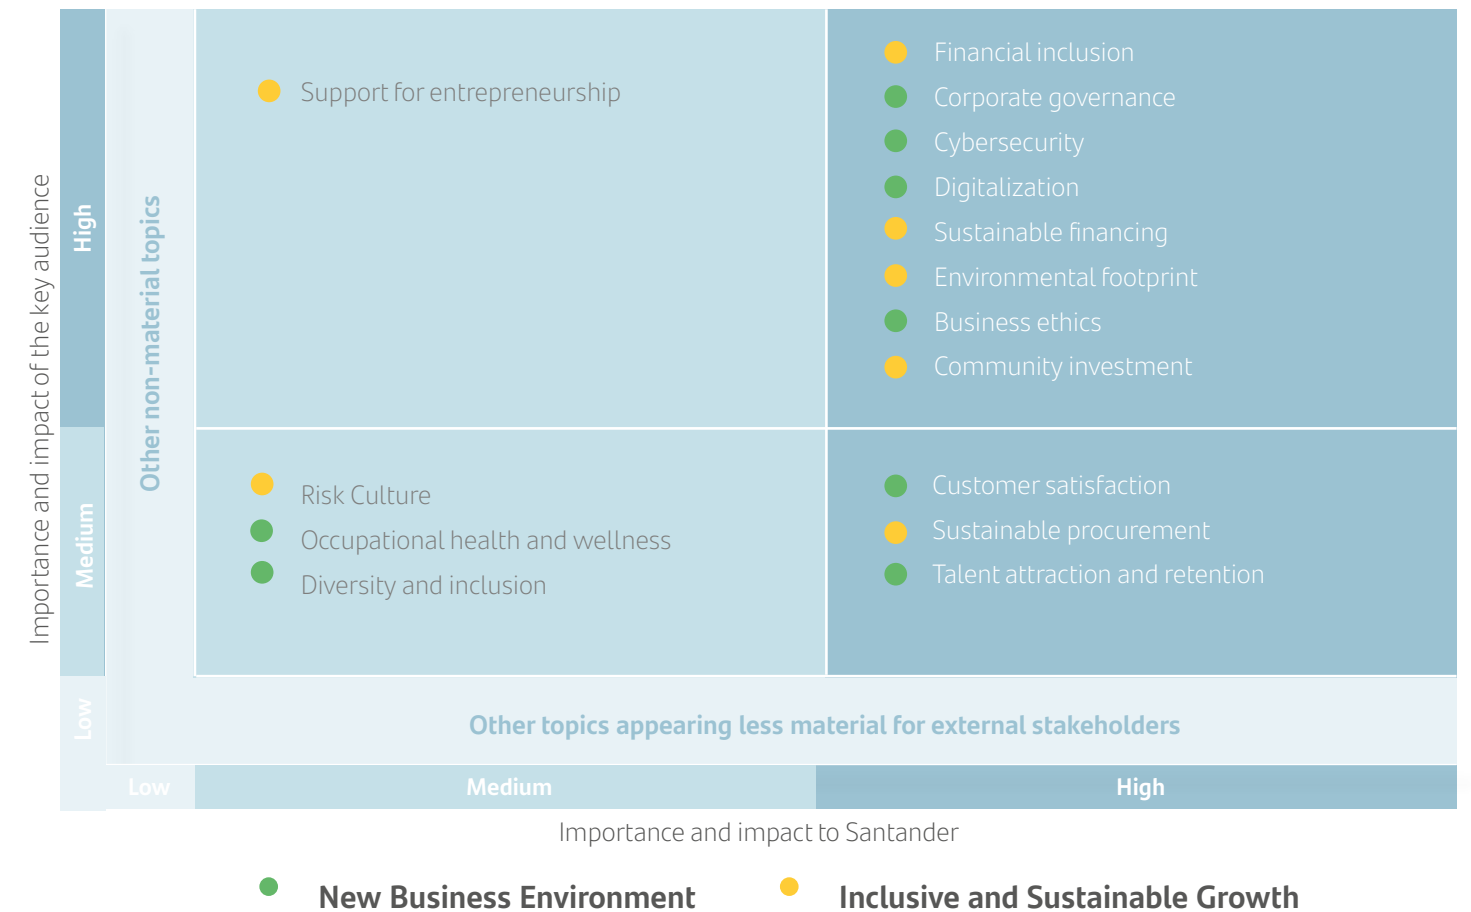 Importance and impact of the key audience
High
Medium
Low
Other non-material topics
Support for entrepreneurship
Financial inclusion
Corporate governance
Cybersecurity
Digitalization
Sustainable financing
Environmental footprint
Business ethics
Community investment
Risk Culture
Occupational health and wellness
Diversity and inclusion
Customer satisfaction
Sustainable procurement
Talent attraction and retention
Other topics appearing less material for external stakeholders
Low
Medium
High
Importance and impact to Santander
New Business Environment
Inclusive and Sustainable Growth